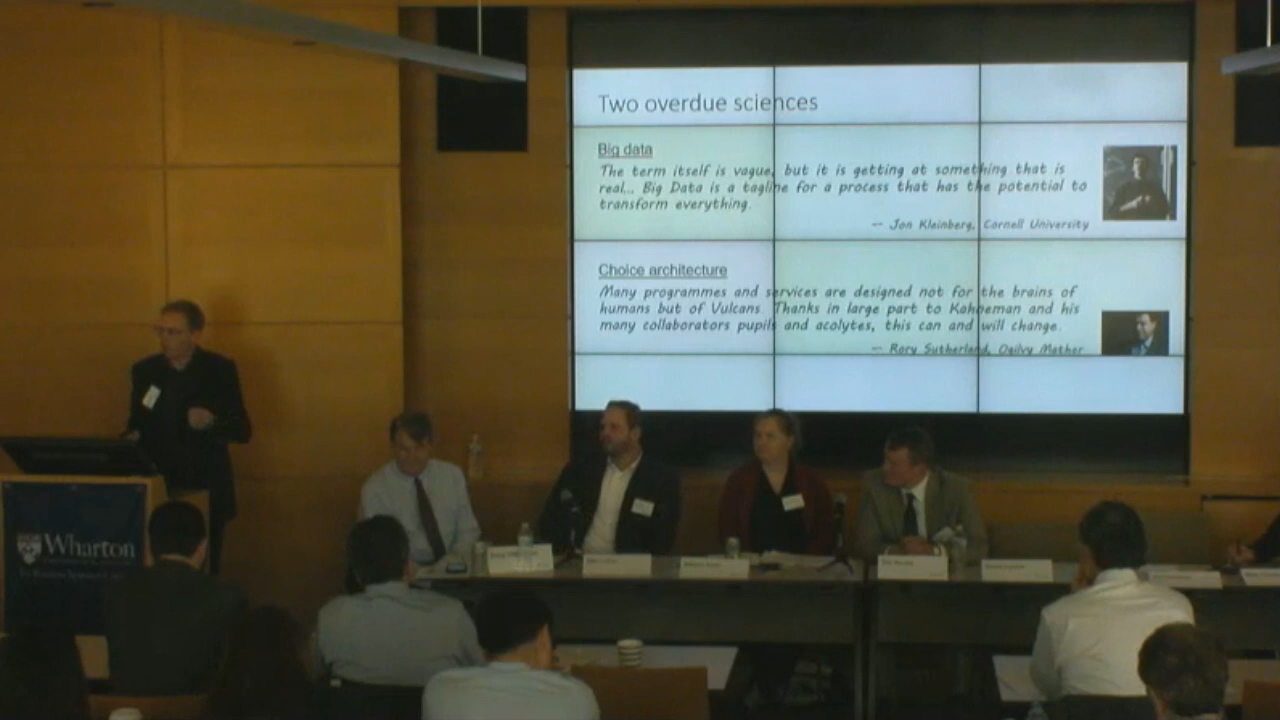 Two overdue sciences
Big data
The term itself is vague, but it is getting at something that is
real... Big Data is a tagline for a process that has the potential to
transform everything.
— Jon Kleinberg, Cornell University
Choice architecture
Many programmes and services are designed not for the brains of
humans but of Vulcans. Thanks in large part to Kahneman and his
many collaborators pupils and acolytes, this can and will change.
— Rory Sutherland, Ogilvy Mather
Wharton